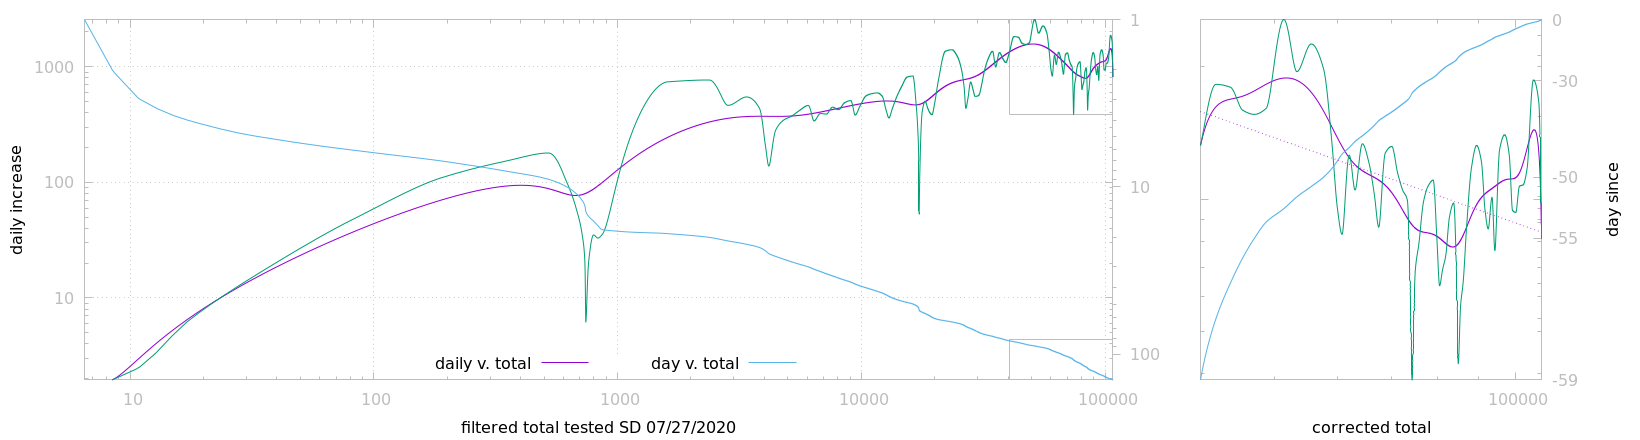 1000
100
10
daily increase
10
100
1000
10000
100000
filtered total tested SD 07/27/2020
daily v. total
day v. total
1
10
100
0
-30
-50
-55
-59
day since
100000
corrected total